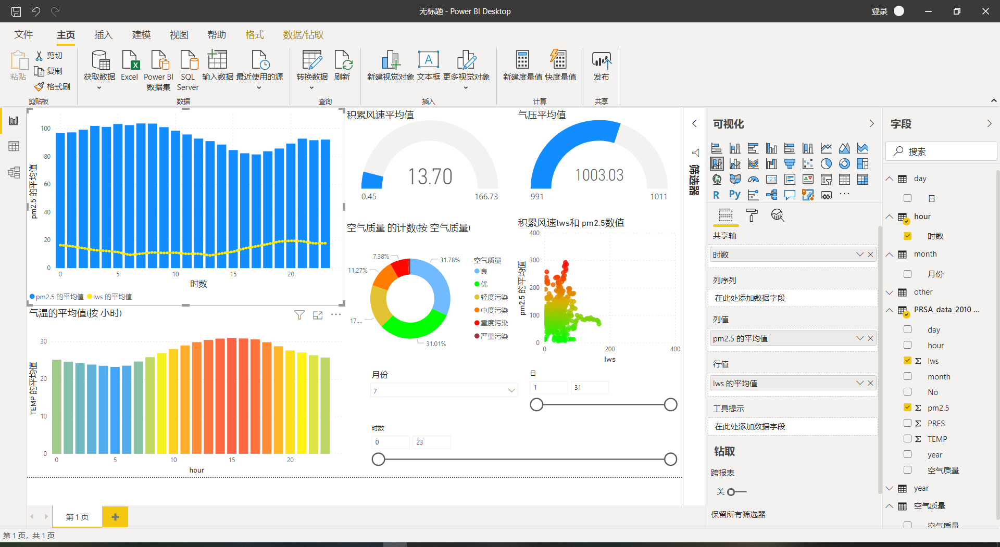 无标题 - Power BI Desktop
登录
文件 主页 插入 建模 视图 帮助 格式 数据/钻取
粘贴
剪切
复制
格式刷
剪贴板
获取数据
Excel
Power BI
数据集
SQL
Server
输入数据
最近使用的源
数据
转换数据
刷新
查询
新建视觉对象
文本框
更多视觉对象
插入
新建度量值
快度量值
计算
发布
共享
pm2.5 的平均值
100
80
60
40
20
0
0 5 10 15 20
时数
pm2.5 的平均值 lws 的平均值
积累风速平均值
13.70
0.45 166.73
气压平均值
1003.03
991 1011
空气质量 的计数(按 空气质量)
7.38%
31.78%
11.27%
17....
31.01%
空气质量
良
优
轻度污染
中度污染
重度污染
严重污染
积累风速lws和 pm2.5数值
pm2.5 的平均值
400
300
200
100
0
0 200 400
lws
气温的平均值(按 小时)
TEMP 的平均值
30
20
10
0
0 5 10 15 20
hour
月份
7
日
1 31
时数
0 23
筛选器
可视化
123
R Py
共享轴
时数
列序列
在此处添加数据字段
列值
pm2.5 的平均值
行值
lws 的平均值
工具提示
在此处添加数据字段
钻取
跨报表
关
保留所有筛选器
字段
搜索
day
日
hour
时数
month
月份
other
PRSA_data_2010 ...
day
hour
lws
month
No
pm2.5
PRES
TEMP
year
空气质量
year
空气质量
空气质量
第 1 页
第 1 页，共 1 页